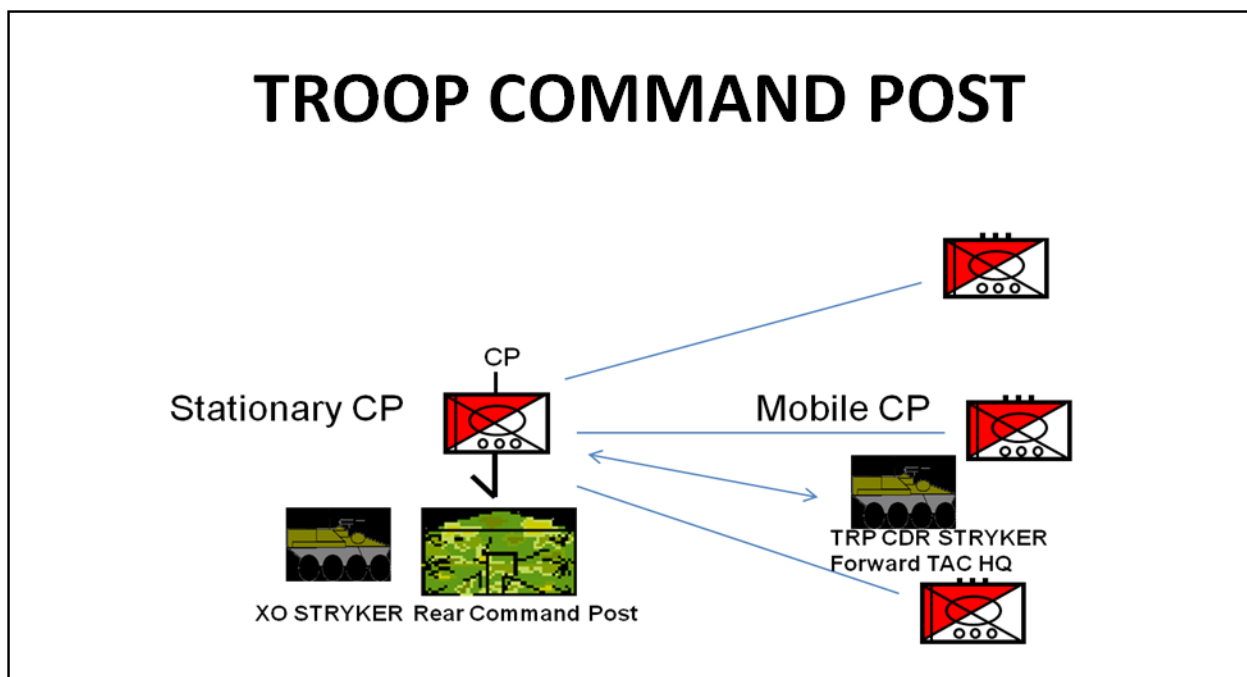 TROOP COMMAND POST
CP
Stationary CP
Mobile CP
TRP CDR STRYKER
Forward TAC HQ
XO STRYKER
Rear Command Post